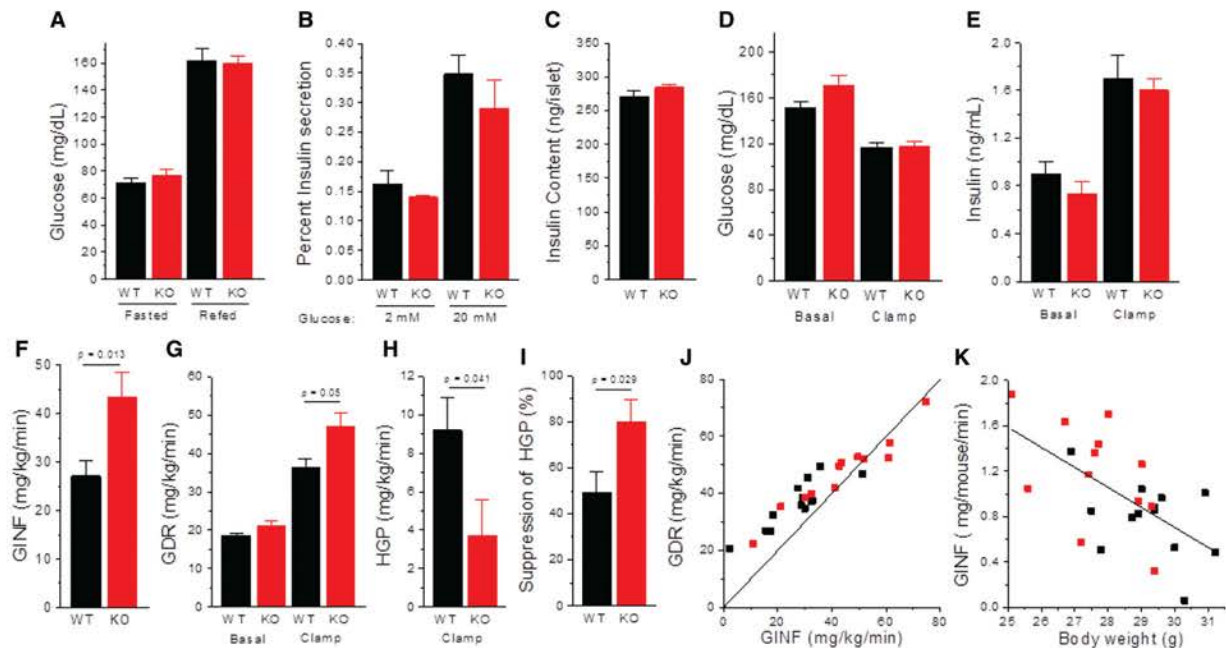 A
Glucose (mg/dL)
160
140
120
100
80
60
40
20
0
WT KO WT KO
Fasted Refed
B
Percent Insulin secretion
0.40
0.35
0.30
0.25
0.20
0.15
0.10
0.05
0.00
WT KO WT KO
Glucose: 2 mM 20 mM
C
Insulin Content (ng/islet)
350
300
250
200
150
100
50
0
WT KO
D
Glucose (mg/dL)
200
160
120
80
40
0
WT KO WT KO
Basal Clamp
E
Insulin (ng/mL)
2.0
1.6
1.2
0.8
0.4
0.0
WT KO WT KO
Basal Clamp
F
GINF (mg/kg/min)
p = 0.013
50
40
30
20
10
0
WT KO
G
GDR (mg/kg/min)
p = 0.05
60
50
40
30
20
10
0
WT KO WT KO
Basal Clamp
H
HGP (mg/kg/min)
p = 0.041
12
10
8
6
4
2
0
WT KO
Clamp
I
Suppression of HGP (%)
p = 0.029
100
80
60
40
20
0
WT KO
J
GDR (mg/kg/min)
80
60
40
20
0
0 20 40 60 80
GINF (mg/kg/min)
K
GINF ( mg/mouse/min)
2.0
1.6
1.2
0.8
0.4
0.0
25 26 27 28 29 30 31
Body weight (g)